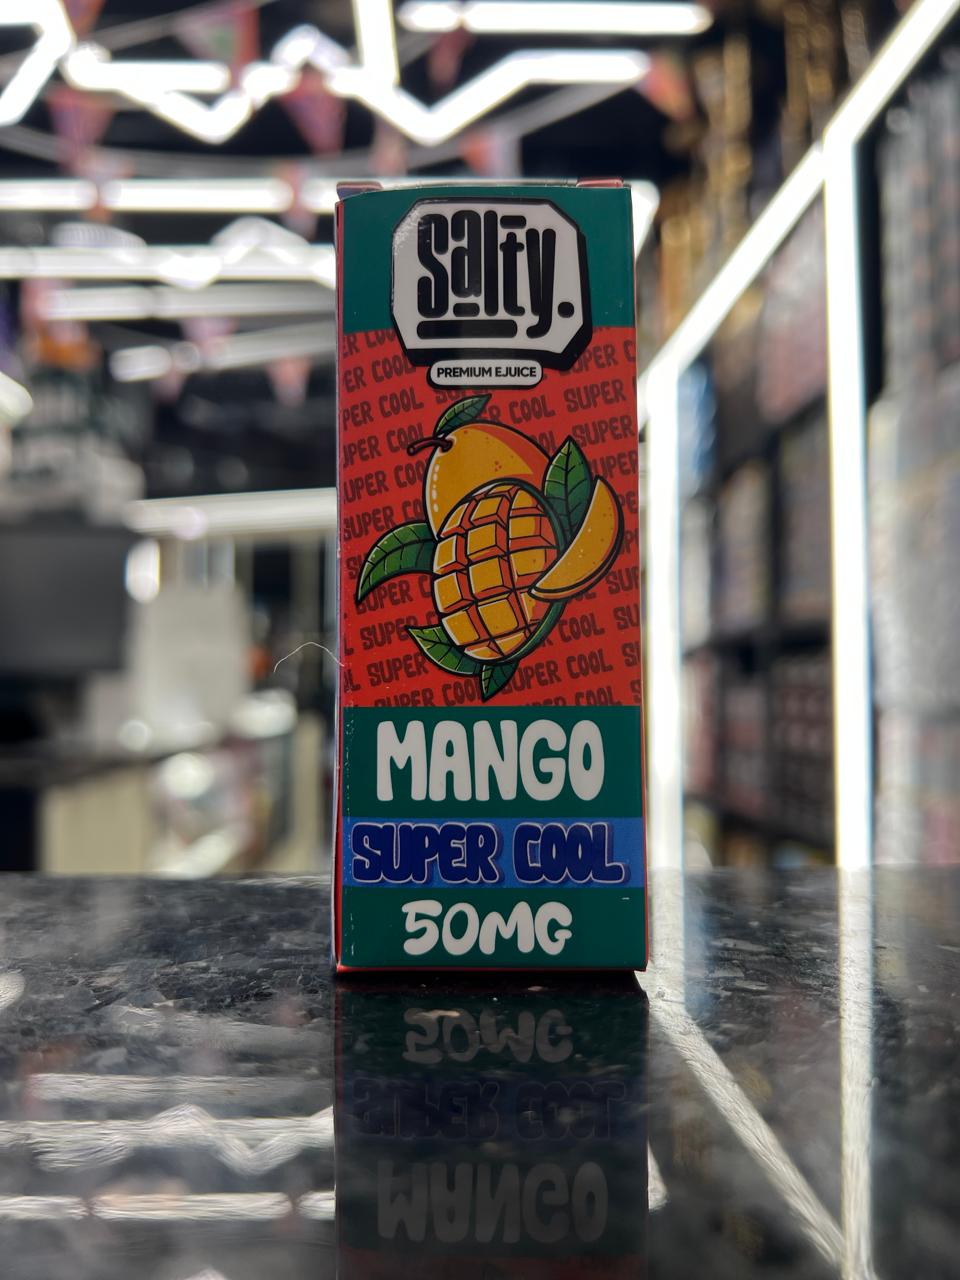 Salty.
PREMIUM EJUICE
SUPER COOL
MANGO
SUPER COOL
50MG